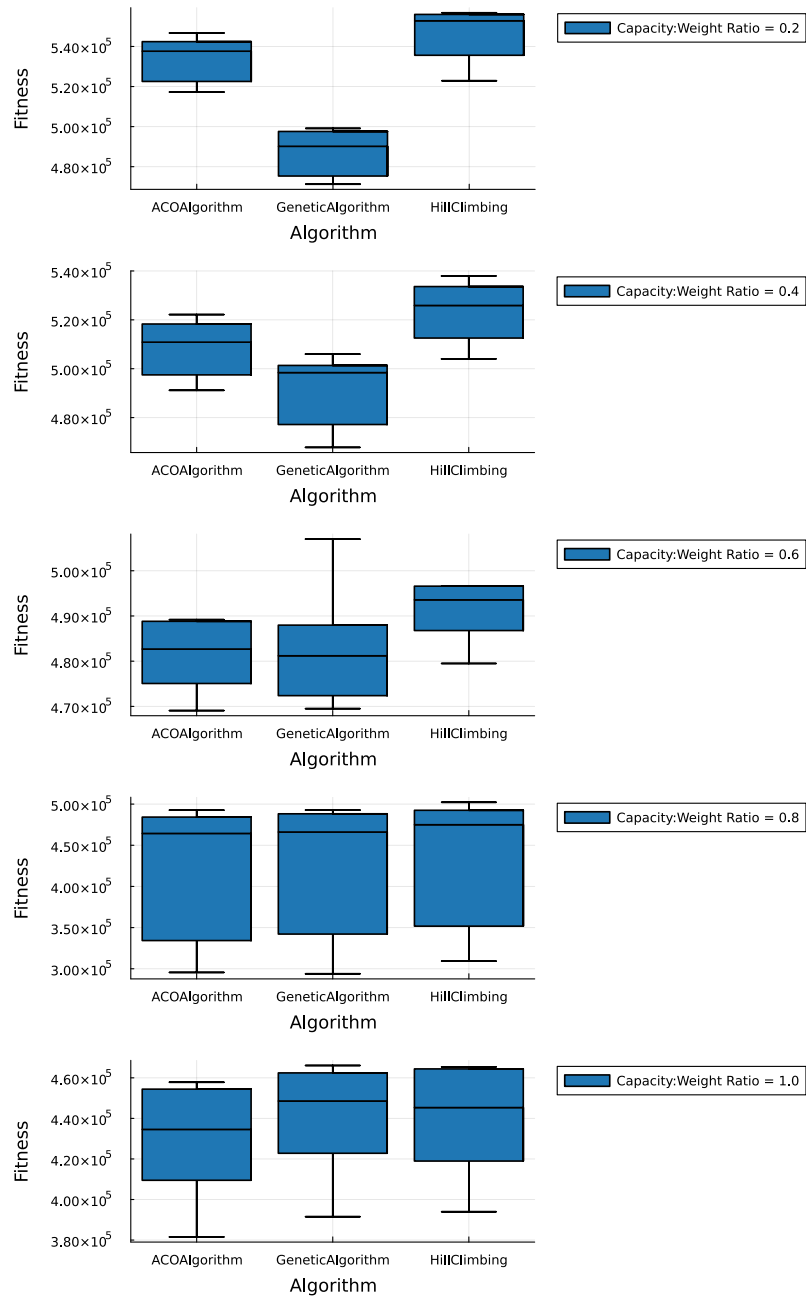 5.40×10⁵
5.20×10⁵
5.00×10⁵
4.80×10⁵
Fitness
ACOAlgorithm GeneticAlgorithm HillClimbing
Algorithm
Capacity:Weight Ratio = 0.2
5.40×10⁵
5.20×10⁵
5.00×10⁵
4.80×10⁵
Fitness
ACOAlgorithm GeneticAlgorithm HillClimbing
Algorithm
Capacity:Weight Ratio = 0.4
5.00×10⁵
4.90×10⁵
4.80×10⁵
4.70×10⁵
Fitness
ACOAlgorithm GeneticAlgorithm HillClimbing
Algorithm
Capacity:Weight Ratio = 0.6
5.00×10⁵
4.50×10⁵
4.00×10⁵
3.50×10⁵
3.00×10⁵
Fitness
ACOAlgorithm GeneticAlgorithm HillClimbing
Algorithm
Capacity:Weight Ratio = 0.8
4.60×10⁵
4.40×10⁵
4.20×10⁵
4.00×10⁵
3.80×10⁵
Fitness
ACOAlgorithm GeneticAlgorithm HillClimbing
Algorithm
Capacity:Weight Ratio = 1.0